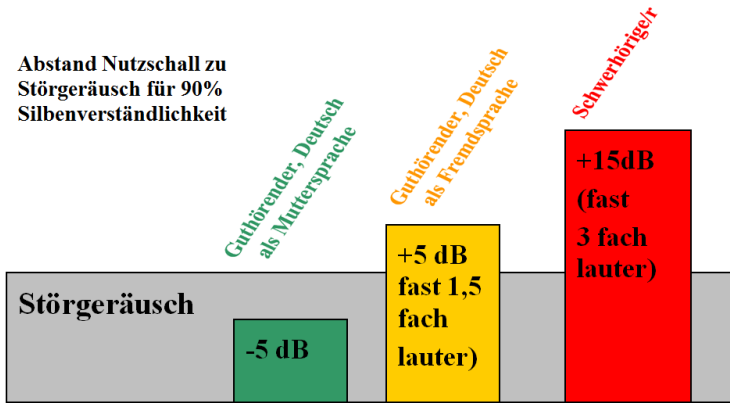 Abstand Nutzschall zu
Störgeräusch für 90%
Silbenverständlichkeit
Guthörender, Deutsch
als Muttersprache
Guthörender, Deutsch
als Fremdsprache
Schwerhörige/r
Störgeräusch
-5 dB
+5 dB
fast 1,5
fach
lauter)
+15dB
(fast
3 fach
lauter)